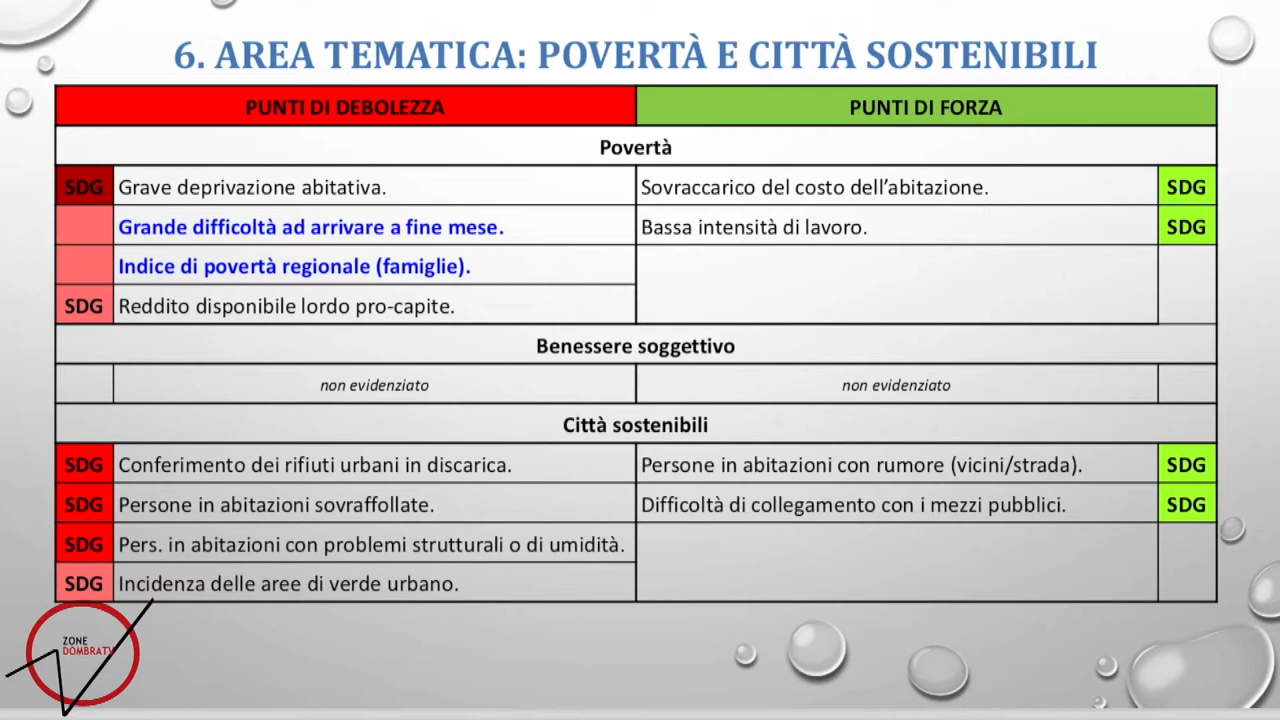 6. AREA TEMATICA: POVERTÀ E CITTÀ SOSTENIBILI
PUNTI DI DEBOLEZZA PUNTI DI FORZA
Povertà
SDG Grave deprivazione abitativa. Sovraccarico del costo dell’abitazione. SDG
Grande difficoltà ad arrivare a fine mese. Bassa intensità di lavoro. SDG
Indice di povertà regionale (famiglie).
SDG Reddito disponibile lordo pro-capite.
Benessere soggettivo
non evidenziato non evidenziato
Città sostenibili
SDG Conferimento dei rifiuti urbani in discarica. Persone in abitazioni con rumore (vicini/strada). SDG
SDG Persone in abitazioni sovraffollate. Difficoltà di collegamento con i mezzi pubblici. SDG
SDG Pers. in abitazioni con problemi strutturali o di umidità.
SDG Incidenza delle aree di verde urbano.
ZONE
DOMBRATV